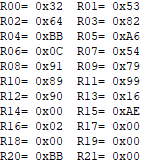 R00= 0x32 R01= 0x53
R02= 0x64 R03= 0x82
R04= 0xBB R05= 0xA6
R06= 0x0C R07= 0x54
R08= 0x91 R09= 0x79
R10= 0x89 R11= 0x99
R12= 0x90 R13= 0x16
R14= 0x00 R15= 0xAE
R16= 0x02 R17= 0x00
R18= 0x00 R19= 0x00
R20= 0xBB R21= 0x00